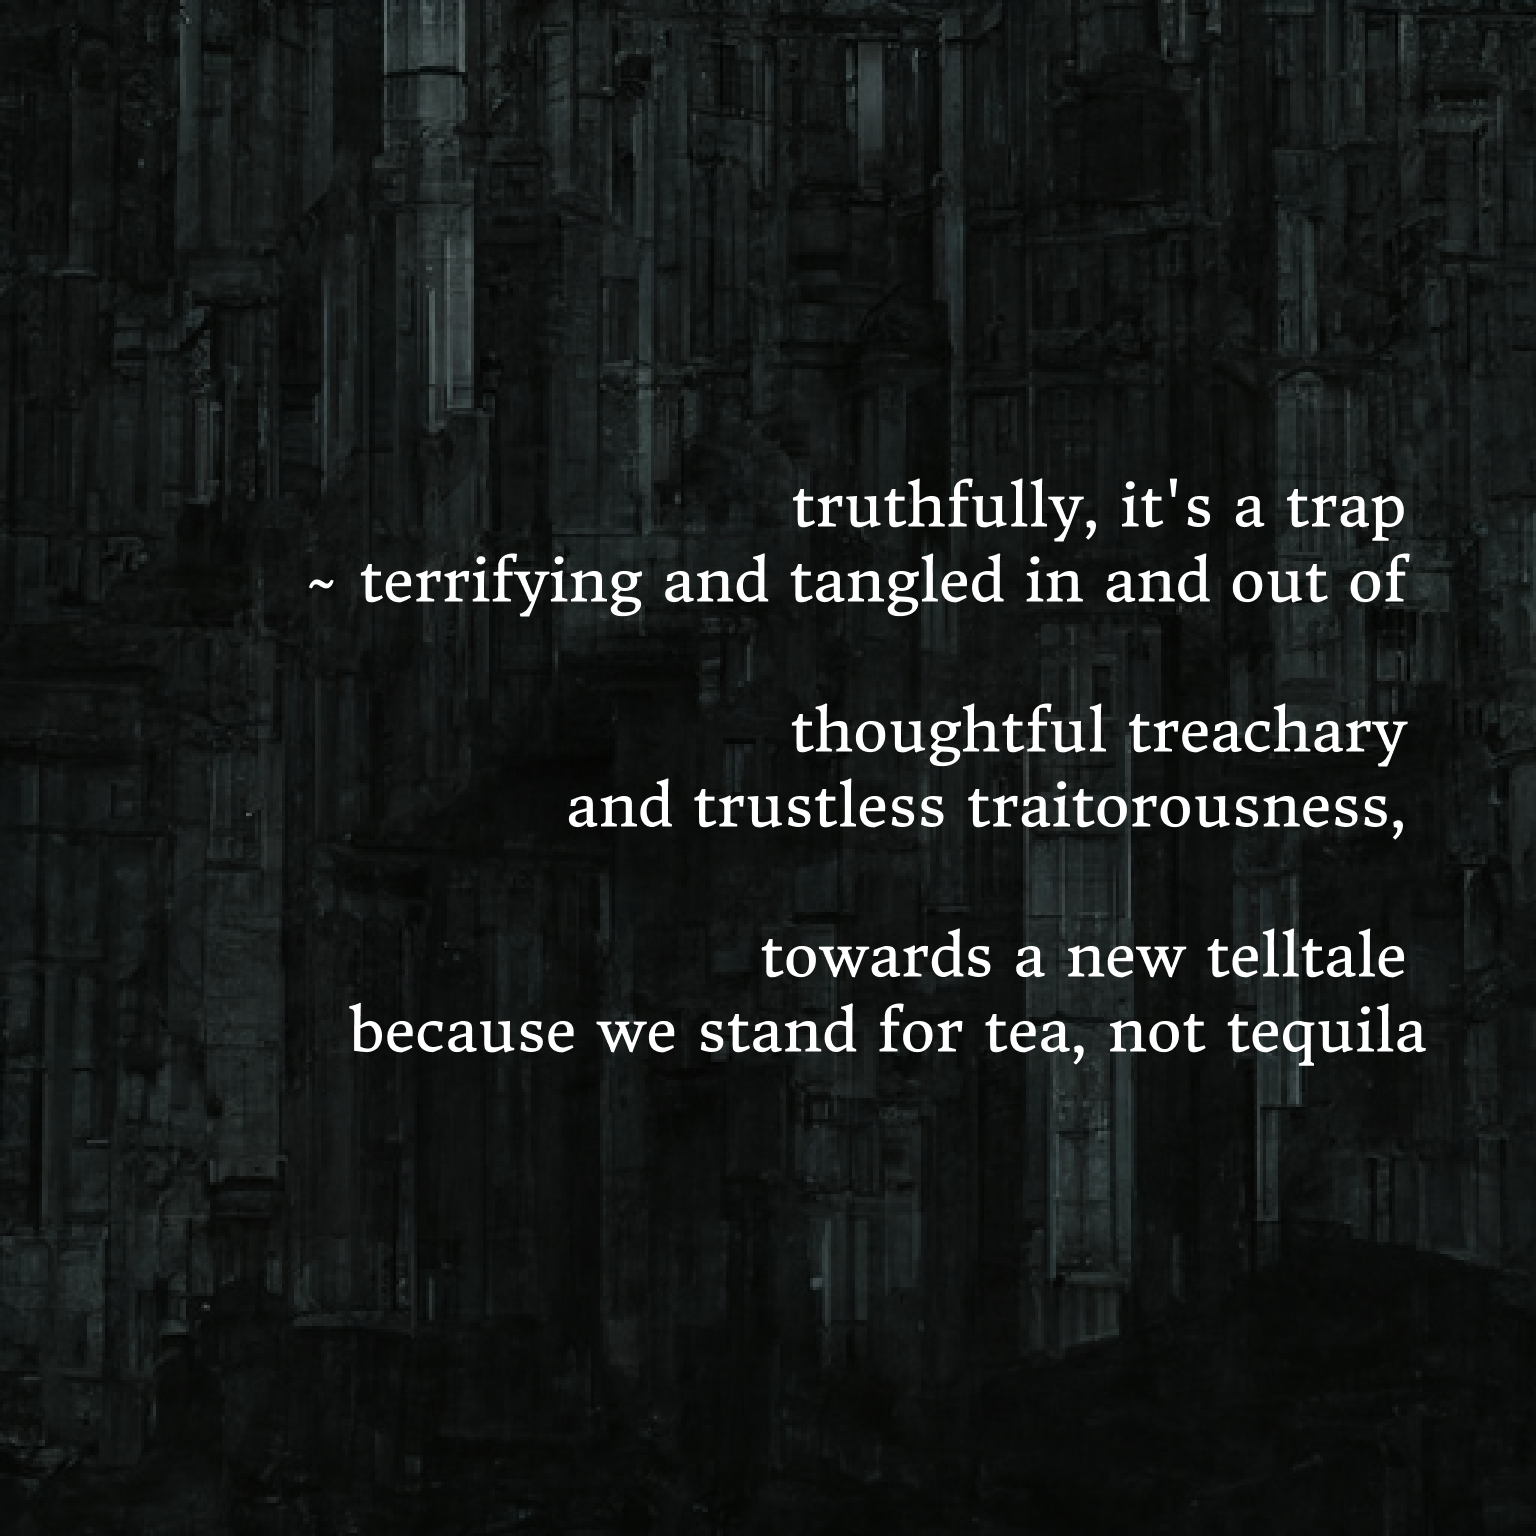 truthfully, it's a trap
~ terrifying and tangled in and out of
thoughtful treachary
and trustless traitorousness,
towards a new telltale
because we stand for tea, not tequila